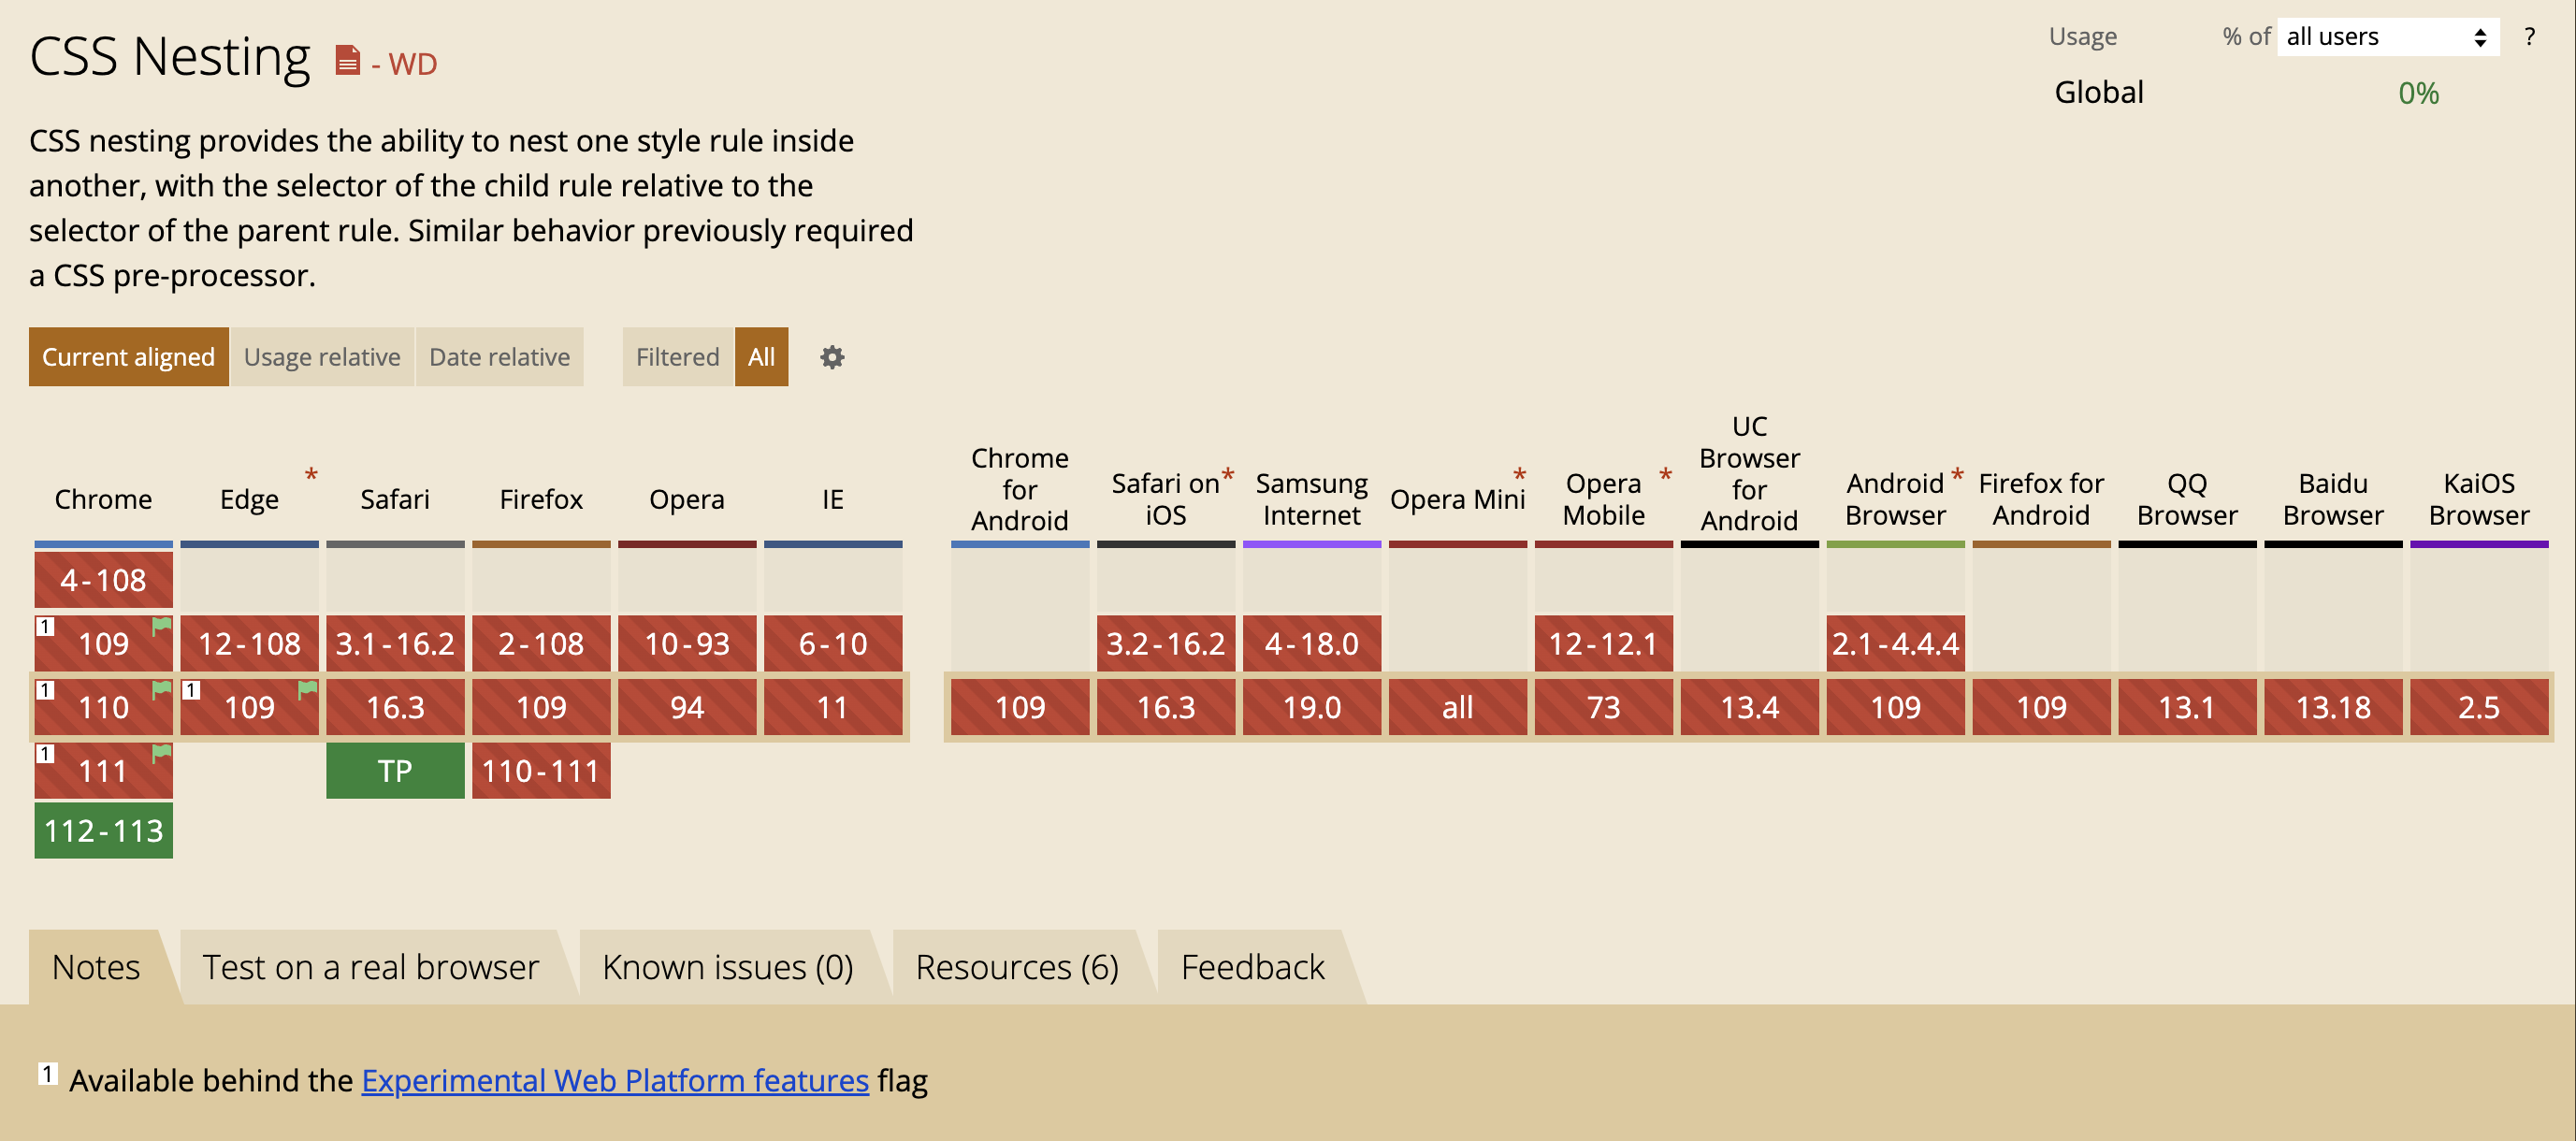 CSS Nesting - WD
Usage % of all users ?
Global 0%
CSS nesting provides the ability to nest one style rule inside
another, with the selector of the child rule relative to the
selector of the parent rule. Similar behavior previously required
a CSS pre-processor.
Current aligned Usage relative Date relative Filtered All
Chrome Edge * Safari Firefox Opera IE
Chrome for Android
Safari on iOS *
Samsung Internet
Opera Mini *
Opera Mobile *
UC Browser for Android
Android Browser *
Firefox for Android
QQ Browser
Baidu Browser
KaiOS Browser
4-108
1 109 12-108 3.1-16.2 2-108 10-93 6-10 3.2-16.2 4-18.0 12-12.1 2.1-4.4.4
1 110 1 109 16.3 109 94 11 109 16.3 19.0 all 73 13.4 109 109 13.1 13.18 2.5
1 111 TP 110-111
112-113
Notes Test on a real browser Known issues (0) Resources (6) Feedback
1 Available behind the Experimental Web Platform features flag